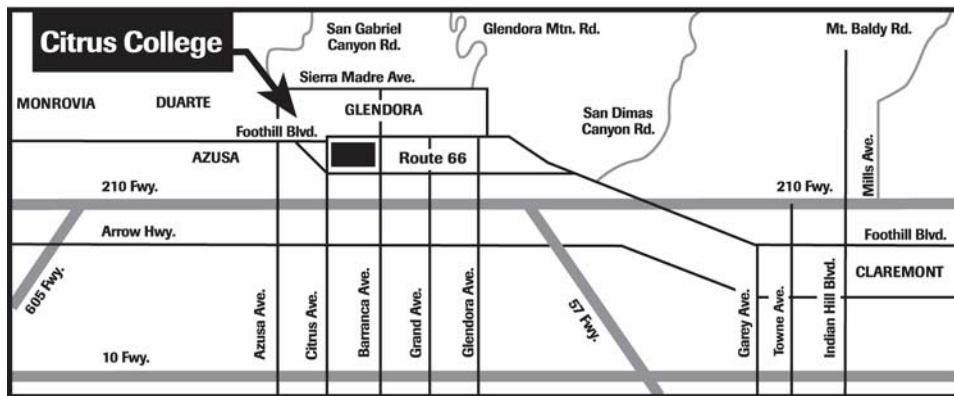 Citrus College
San Gabriel
Canyon Rd.
Glendora Mtn. Rd.
Mt. Baldy Rd.
Sierra Madre Ave.
MONROVIA
DUARTE
GLENDORA
San Dimas
Canyon Rd.
Foothill Blvd.
AZUSA
Route 66
Mills Ave.
210 Fwy.
210 Fwy.
Arrow Hwy.
Foothill Blvd.
605 Fwy.
CLAREMONT
Azusa Ave.
Citrus Ave.
Barranca Ave.
Grand Ave.
Glendora Ave.
57 Fwy.
Garey Ave.
Towne Ave.
Indian Hill Blvd.
10 Fwy.